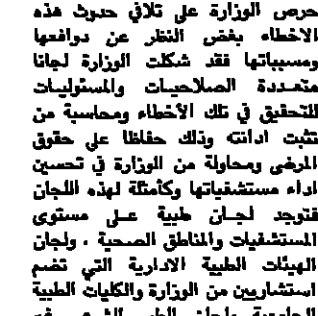 حرص الوزارة على تلافي حدوث هذه
الاخطاء بغض النظر عن دوافعها
ومسبباتها فقد شكلت الوزارة لجانا
متعددة الصلاحيات والمسئوليات
للتحقيق في تلك الأخطاء ومحاسبة من
تثبت ادانته وذلك حفاظا على حقوق
المرضى ومحاولة من الوزارة في تحسين
اداء مستشفياتها وكأمثلة لهذه اللجان
فتوجد لجان طبية على مستوى
المستشفيات والمناطق الصحية ، ولجان
الهيئات الطبية الادارية التي تضم
استشاريين من الوزارة والكليات الطبية